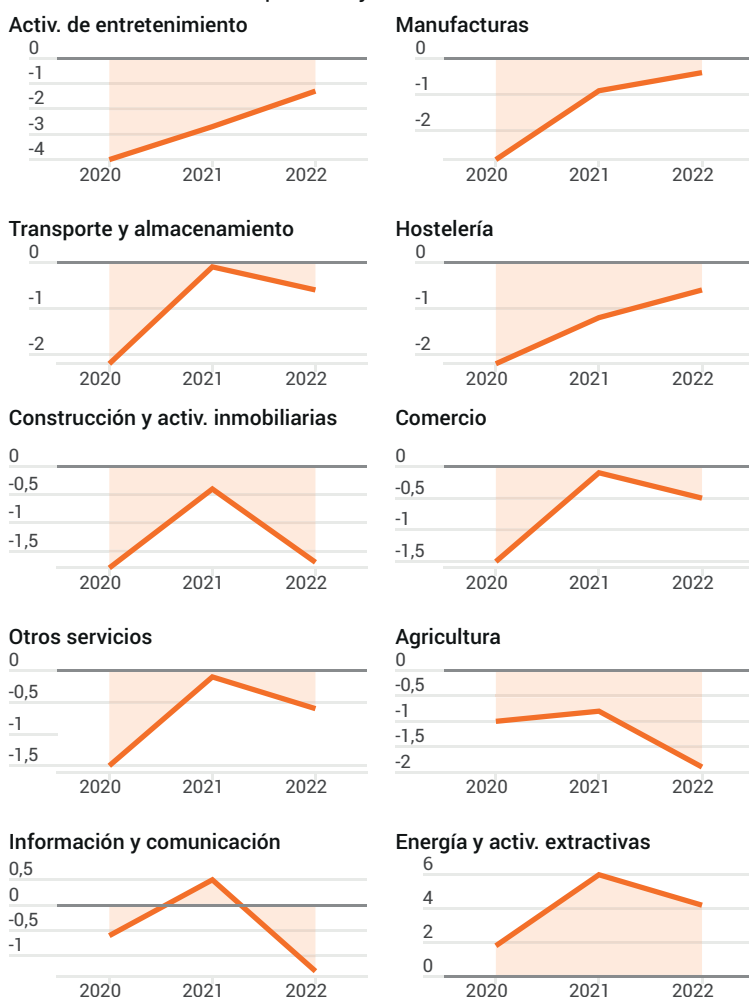 Activ. de entretenimiento
0
-1
-2
-3
-4
2020 2021 2022
Manufacturas
0
-1
-2
2020 2021 2022
Transporte y almacenamiento
0
-1
-2
2020 2021 2022
Hostelería
0
-1
-2
2020 2021 2022
Construcción y activ. inmobiliarias
0
-0,5
-1
-1,5
2020 2021 2022
Comercio
0
-0,5
-1
-1,5
2020 2021 2022
Otros servicios
0
-0,5
-1
-1,5
2020 2021 2022
Agricultura
0
-0,5
-1
-1,5
-2
2020 2021 2022
Información y comunicación
0,5
0
-0,5
-1
2020 2021 2022
Energía y activ. extractivas
6
4
2
0
2020 2021 2022